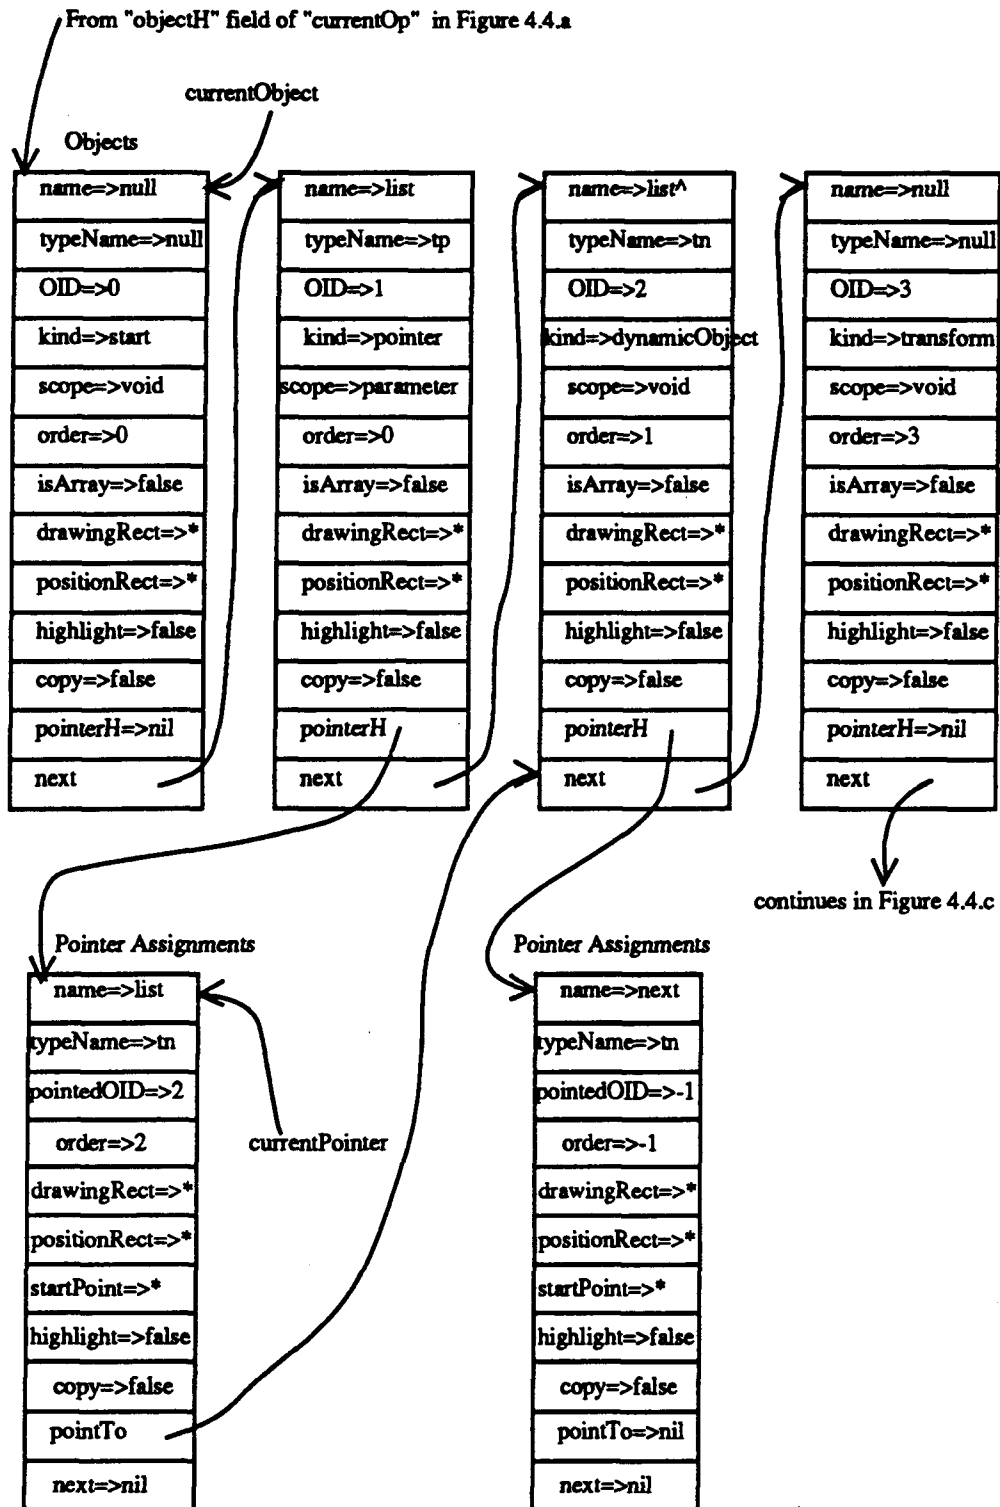 From "objectH" field of "currentOp" in Figure 4.4.a
currentObject
Objects
name=>null
typeName=>null
OID=>0
kind=>start
scope=>void
order=>0
isArray=>false
drawingRect=>*
positionRect=>*
highlight=>false
copy=>false
pointerH=>nil
next
name=>list
typeName=>tp
OID=>1
kind=>pointer
scope=>parameter
order=>0
isArray=>false
drawingRect=>*
positionRect=>*
highlight=>false
copy=>false
pointerH
next
name=>list^
typeName=>tn
OID=>2
kind=>dynamicObject
scope=>void
order=>1
isArray=>false
drawingRect=>*
positionRect=>*
highlight=>false
copy=>false
pointerH
next
name=>null
typeName=>null
OID=>3
kind=>transform
scope=>void
order=>3
isArray=>false
drawingRect=>*
positionRect=>*
highlight=>false
copy=>false
pointerH=>nil
next
continues in Figure 4.4.c
Pointer Assignments
name=>list
typeName=>tn
pointedOID=>2
order=>2
drawingRect=>*
positionRect=>*
startPoint=>*
highlight=>false
copy=>false
pointTo
next=>nil
currentPointer
Pointer Assignments
name=>next
typeName=>tn
pointedOID=>-1
order=>-1
drawingRect=>*
positionRect=>*
startPoint=>*
highlight=>false
copy=>false
pointTo=>nil
next=>nil